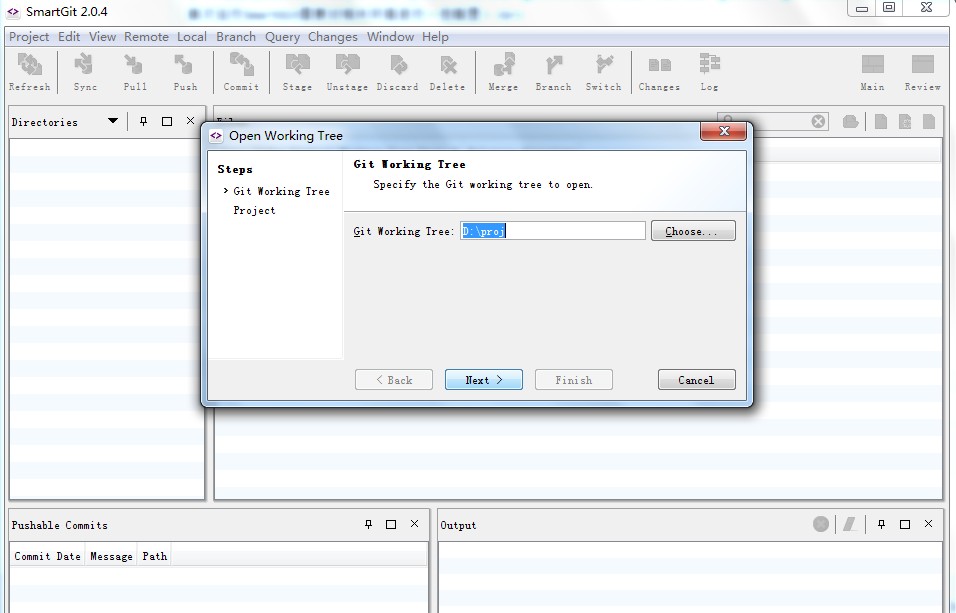 SmartGit 2.0.4
Project Edit View Remote Local Branch Query Changes Window Help
Refresh Sync Pull Push Commit Stage Unstage Discard Delete Merge Branch Switch Changes Log Main Review
Directories
Open Working Tree
Steps
> Git Working Tree
Project
Git Working Tree
Specify the Git working tree to open.
Git Working Tree: D:\proj Choose...
< Back Next > Finish Cancel
Pushable Commits
Commit Date Message Path
Output